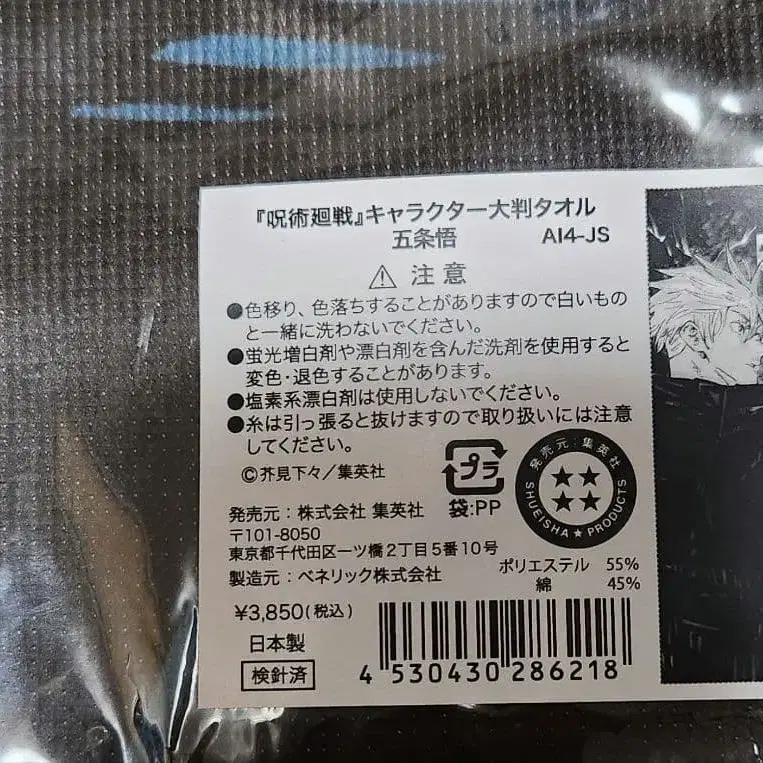 『呪術廻戦』キャラクター大判タオル
五条悟 AI4-JS
⚠ 注意
●色移り、色落ちすることがありますので白いもの
と一緒に洗わないでください。
●蛍光増白剤や漂白剤を含んだ洗剤を使用すると
変色・退色することがあります。
●塩素系漂白剤は使用しないでください。
●糸は引っ張ると抜けますので取り扱いには注意
してください。
©芥見下々／集英社
プラ
袋:PP
発売元：集英社
SHUEISHA★PRODUCTS
発売元：株式会社 集英社
〒101-8050
東京都千代田区一ツ橋2丁目5番10号
製造元：ベネリック株式会社
ポリエステル 55%
綿 45%
¥3,850(税込)
日本製
検針済
4 530430 286218